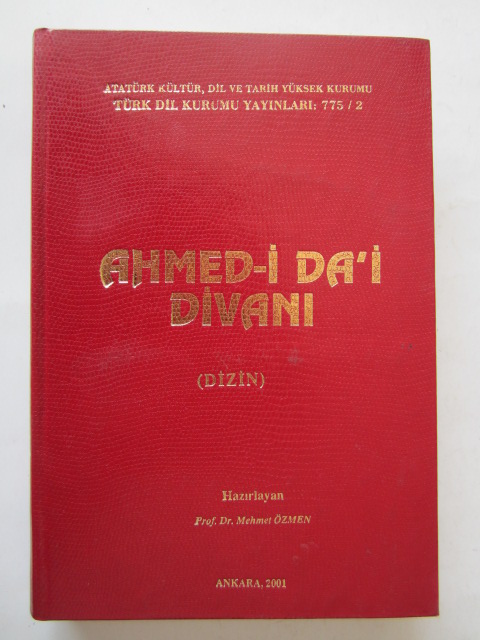 ATATÜRK KÜLTÜR, DİL VE TARİH YÜKSEK KURUMU
TÜRK DİL KURUMU YAYINLARI: 775 / 2
AHMED-İ DA'İ
DİVANI
(DİZİN)
Hazırlayan
Prof. Dr. Mehmet ÖZMEN
ANKARA, 2001